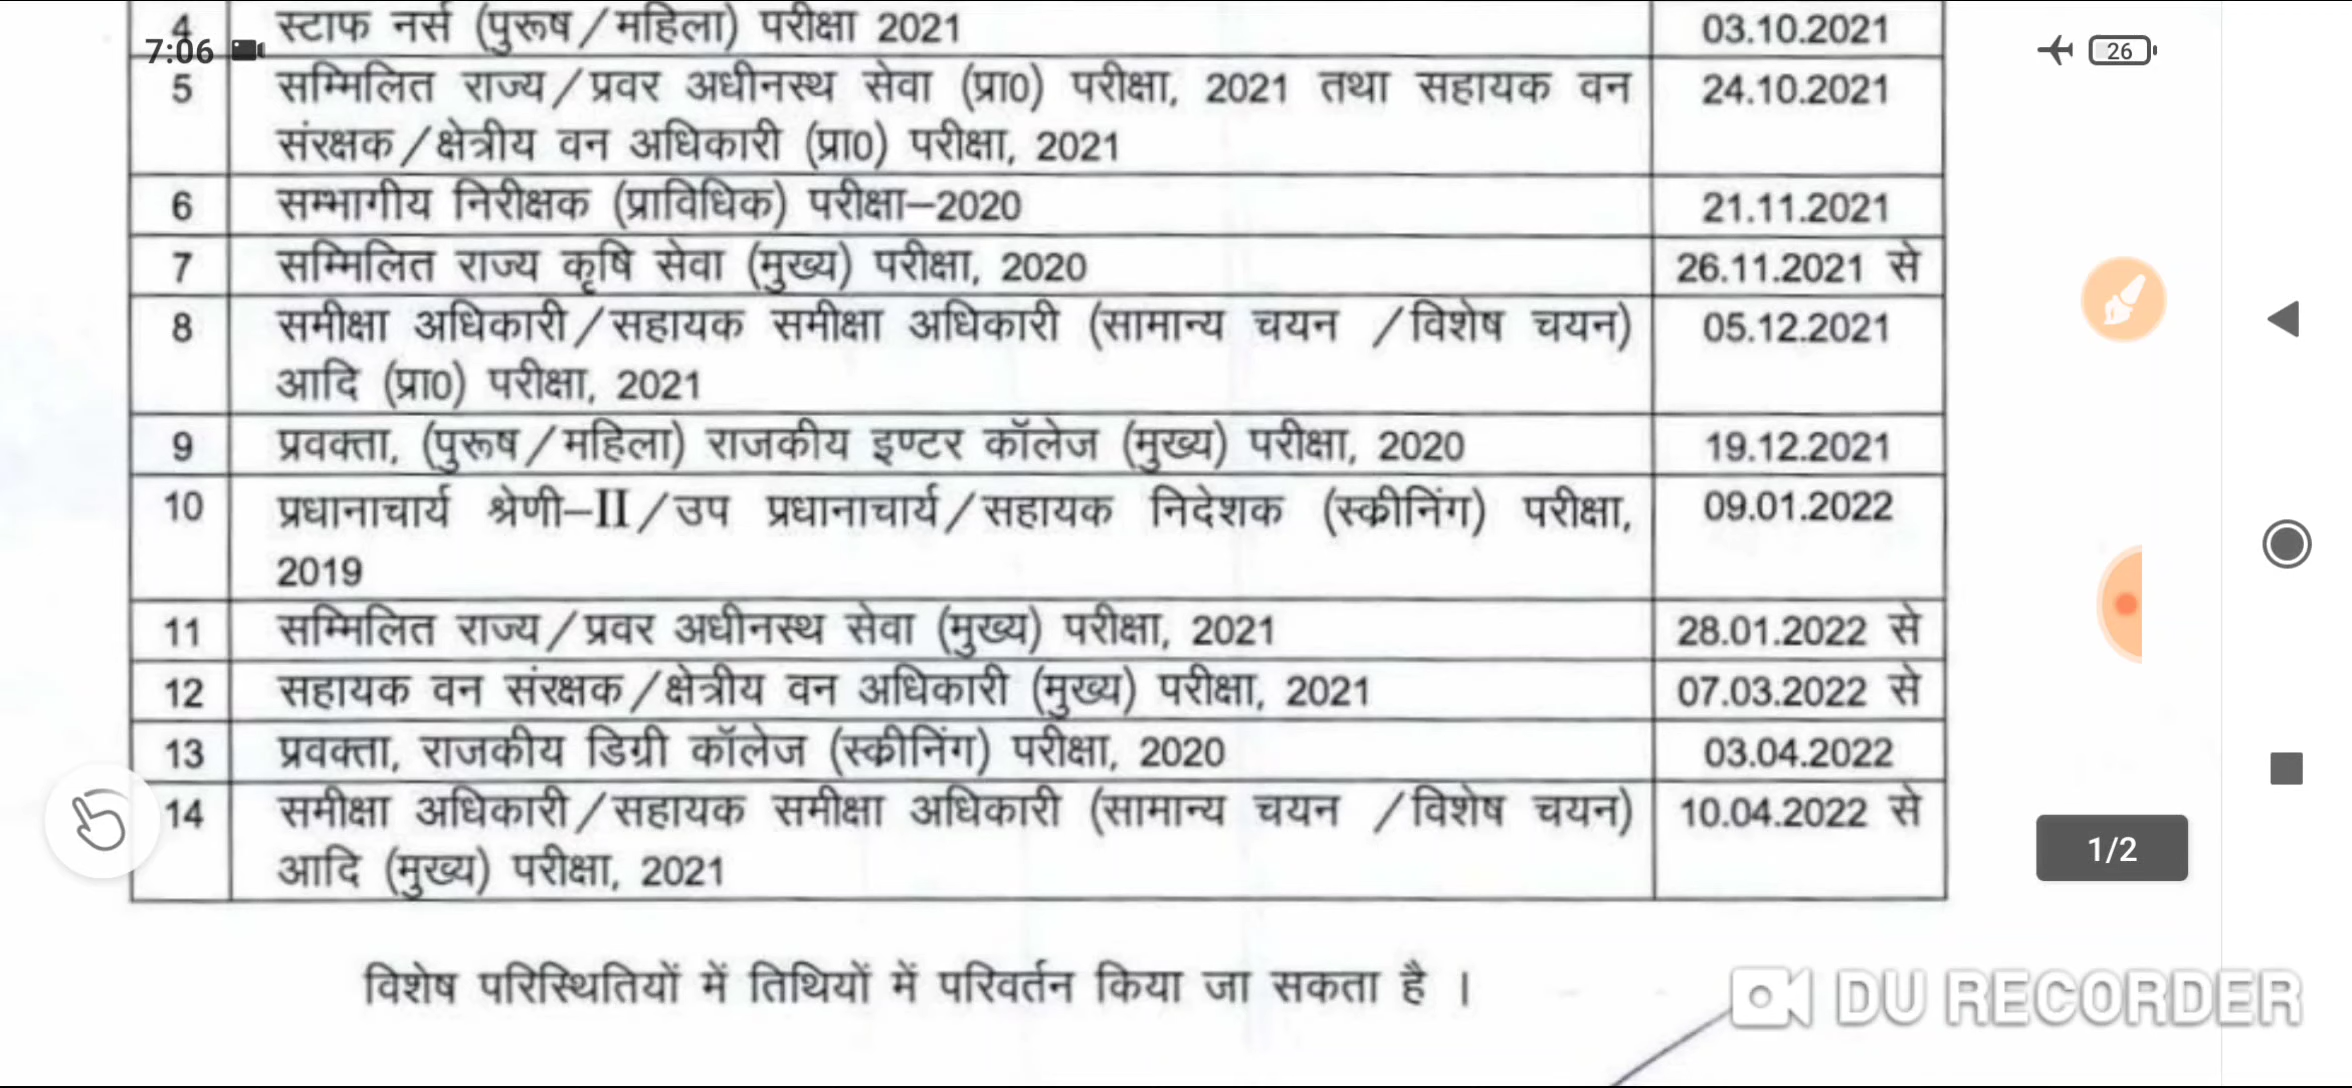 4 स्टाफ नर्स (पुरूष/महिला) परीक्षा 2021 03.10.2021
7:06
26
5 सम्मिलित राज्य/प्रवर अधीनस्थ सेवा (प्रा0) परीक्षा, 2021 तथा सहायक वन 24.10.2021
संरक्षक/क्षेत्रीय वन अधिकारी (प्रा0) परीक्षा, 2021
6 सम्भागीय निरीक्षक (प्राविधिक) परीक्षा–2020 21.11.2021
7 सम्मिलित राज्य कृषि सेवा (मुख्य) परीक्षा, 2020 26.11.2021 से
8 समीक्षा अधिकारी/सहायक समीक्षा अधिकारी (सामान्य चयन /विशेष चयन) 05.12.2021
आदि (प्रा0) परीक्षा, 2021
9 प्रवक्ता, (पुरूष/महिला) राजकीय इण्टर कॉलेज (मुख्य) परीक्षा, 2020 19.12.2021
10 प्रधानाचार्य श्रेणी–II/उप प्रधानाचार्य/सहायक निदेशक (स्क्रीनिंग) परीक्षा, 09.01.2022
2019
11 सम्मिलित राज्य/प्रवर अधीनस्थ सेवा (मुख्य) परीक्षा, 2021 28.01.2022 से
12 सहायक वन संरक्षक/क्षेत्रीय वन अधिकारी (मुख्य) परीक्षा, 2021 07.03.2022 से
13 प्रवक्ता, राजकीय डिग्री कॉलेज (स्क्रीनिंग) परीक्षा, 2020 03.04.2022
14 समीक्षा अधिकारी/सहायक समीक्षा अधिकारी (सामान्य चयन /विशेष चयन) 10.04.2022 से
आदि (मुख्य) परीक्षा, 2021
1/2
विशेष परिस्थितियों में तिथियों में परिवर्तन किया जा सकता है ।
DU RECORDER